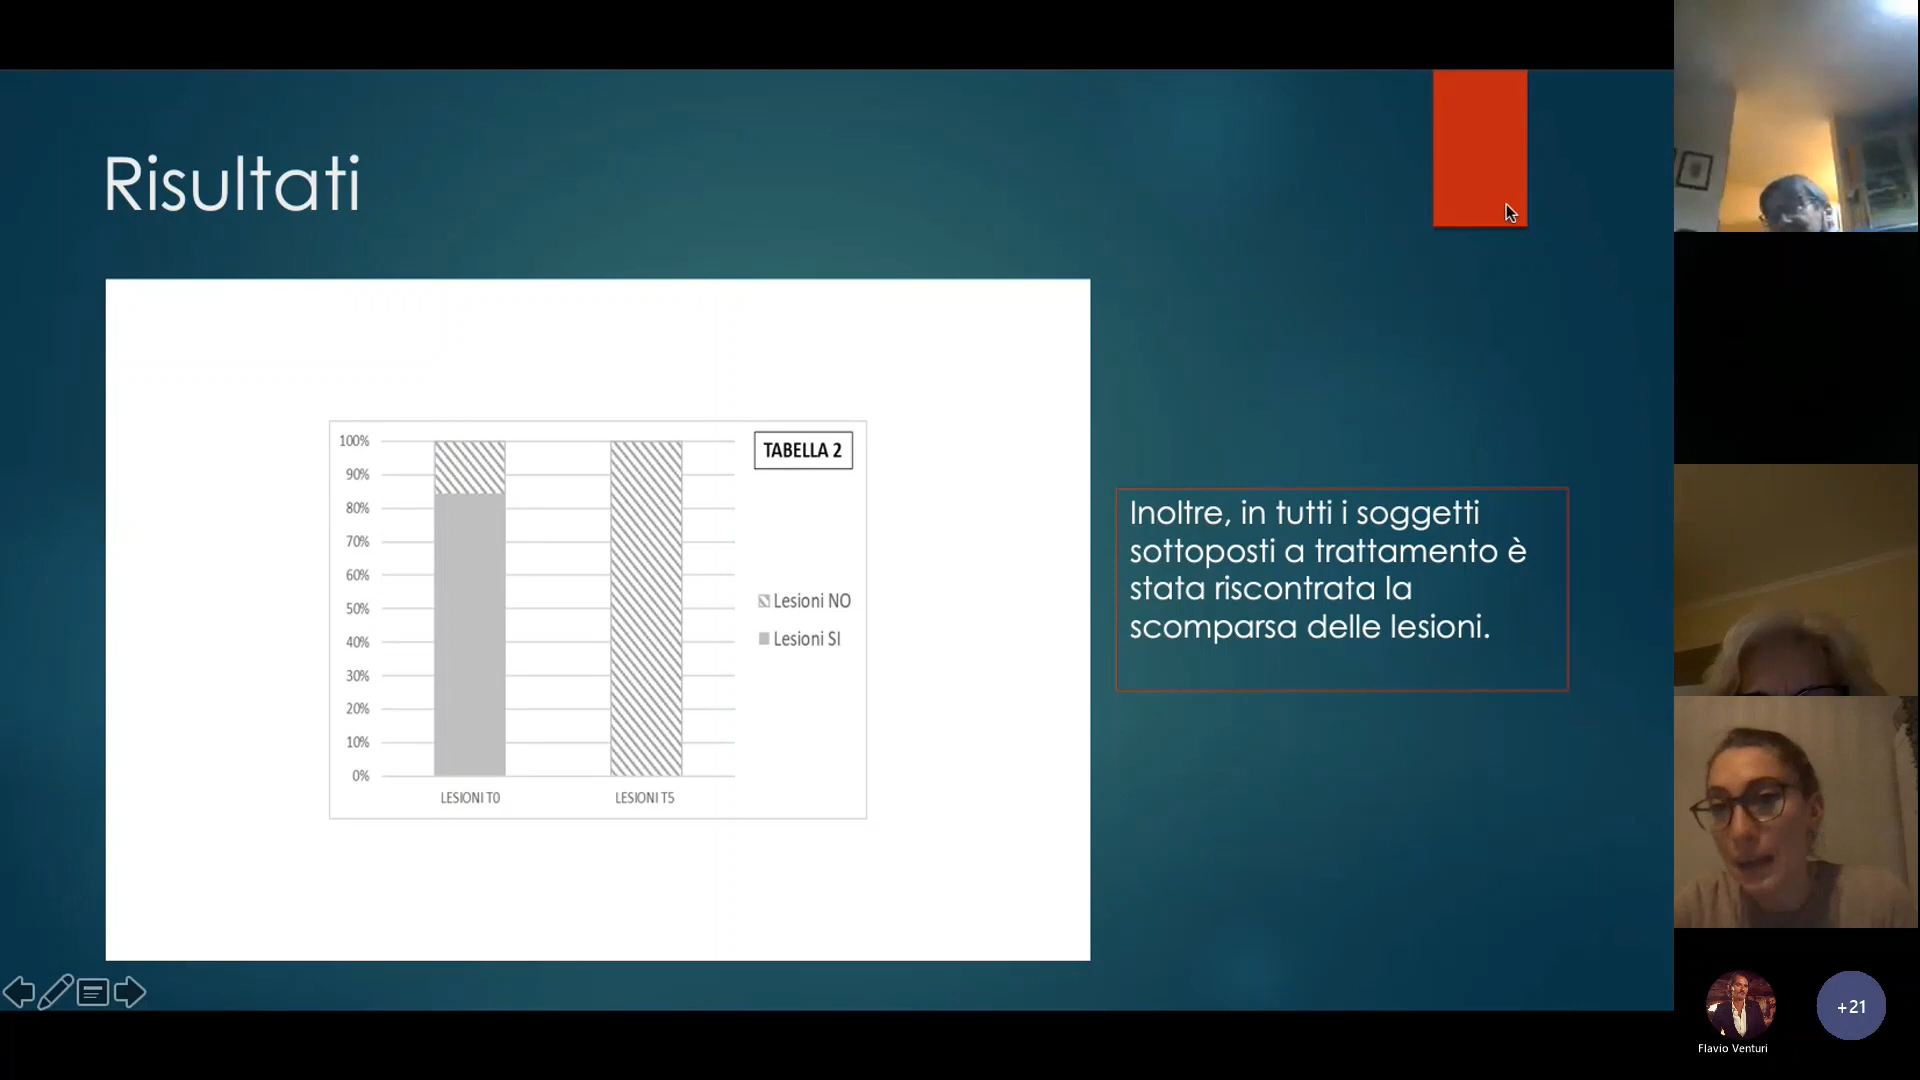 Risultati
TABELLA 2
100%
90%
80%
70%
60%
50%
40%
30%
20%
10%
0%
LESIONI T0
LESIONI T5
Lesioni NO
Lesioni SI
Inoltre, in tutti i soggetti
sottoposti a trattamento è
stata riscontrata la
scomparsa delle lesioni.
Flavio Venturi
+21